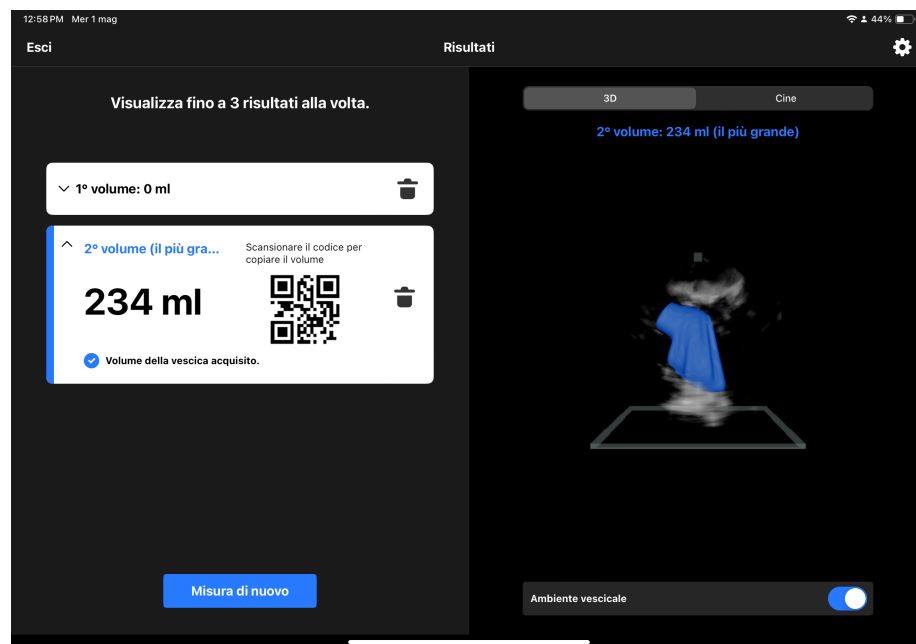 12:58 PM Mer 1 mag
44%
Esci
Risultati
Visualizza fino a 3 risultati alla volta.
1º volume: 0 ml
2º volume (il più gra...
Scansionare il codice per
copiare il volume
234 ml
Volume della vescica acquisito.
Misura di nuovo
3D
Cine
2º volume: 234 ml (il più grande)
Ambiente vescicale